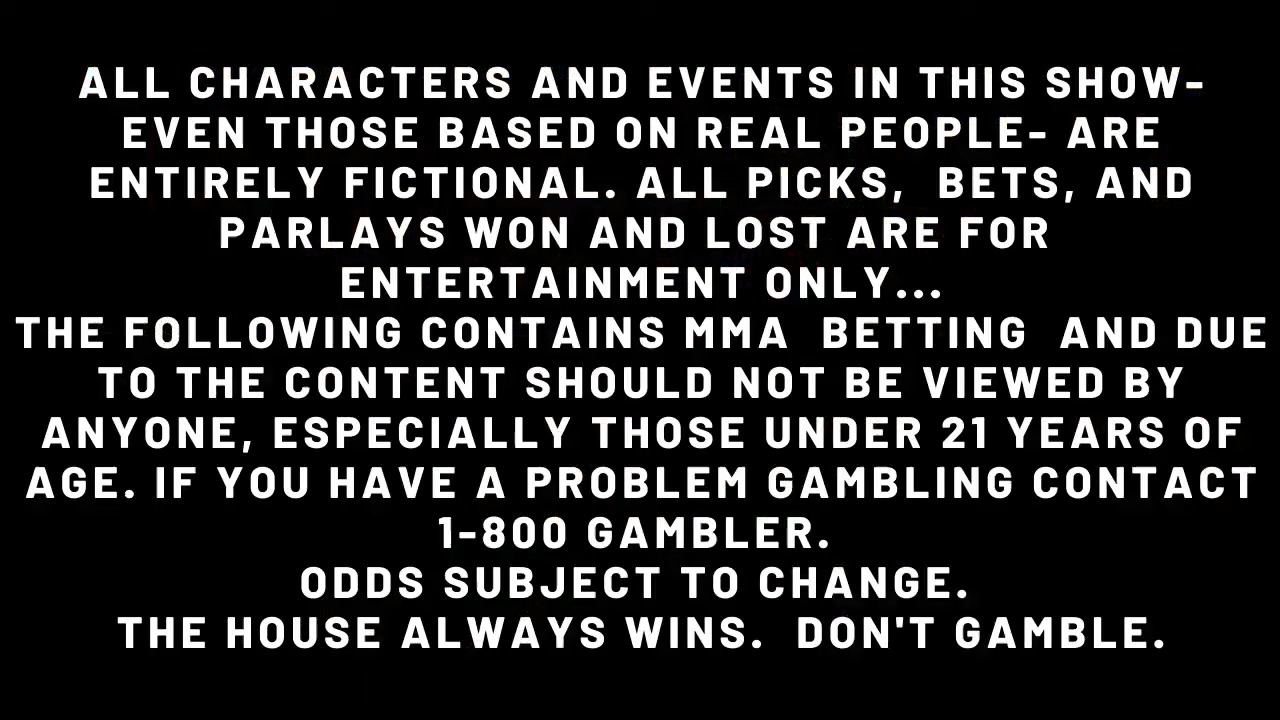 ALL CHARACTERS AND EVENTS IN THIS SHOW-
EVEN THOSE BASED ON REAL PEOPLE- ARE
ENTIRELY FICTIONAL. ALL PICKS,  BETS, AND
PARLAYS WON AND LOST ARE FOR
ENTERTAINMENT ONLY...
THE FOLLOWING CONTAINS MMA  BETTING  AND DUE
TO THE CONTENT SHOULD NOT BE VIEWED BY
ANYONE, ESPECIALLY THOSE UNDER 21 YEARS OF
AGE. IF YOU HAVE A PROBLEM GAMBLING CONTACT
1-800 GAMBLER.
ODDS SUBJECT TO CHANGE.
THE HOUSE ALWAYS WINS.  DON'T GAMBLE.